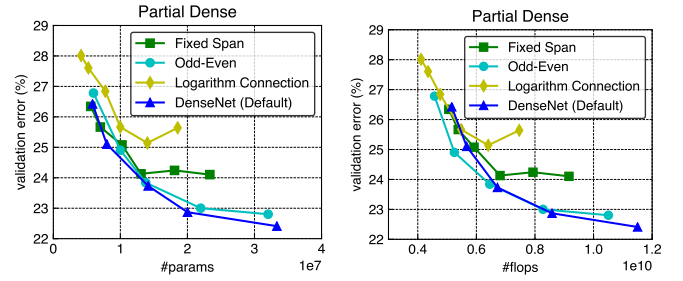 Partial Dense
29
28
27
26
25
24
23
22
validation error (%)
Fixed Span
Odd-Even
Logarithm Connection
DenseNet (Default)
0 1 2 3 4
#params 1e7
Partial Dense
29
28
27
26
25
24
23
22
validation error (%)
Fixed Span
Odd-Even
Logarithm Connection
DenseNet (Default)
0.4 0.6 0.8 1.0 1.2
#flops 1e10